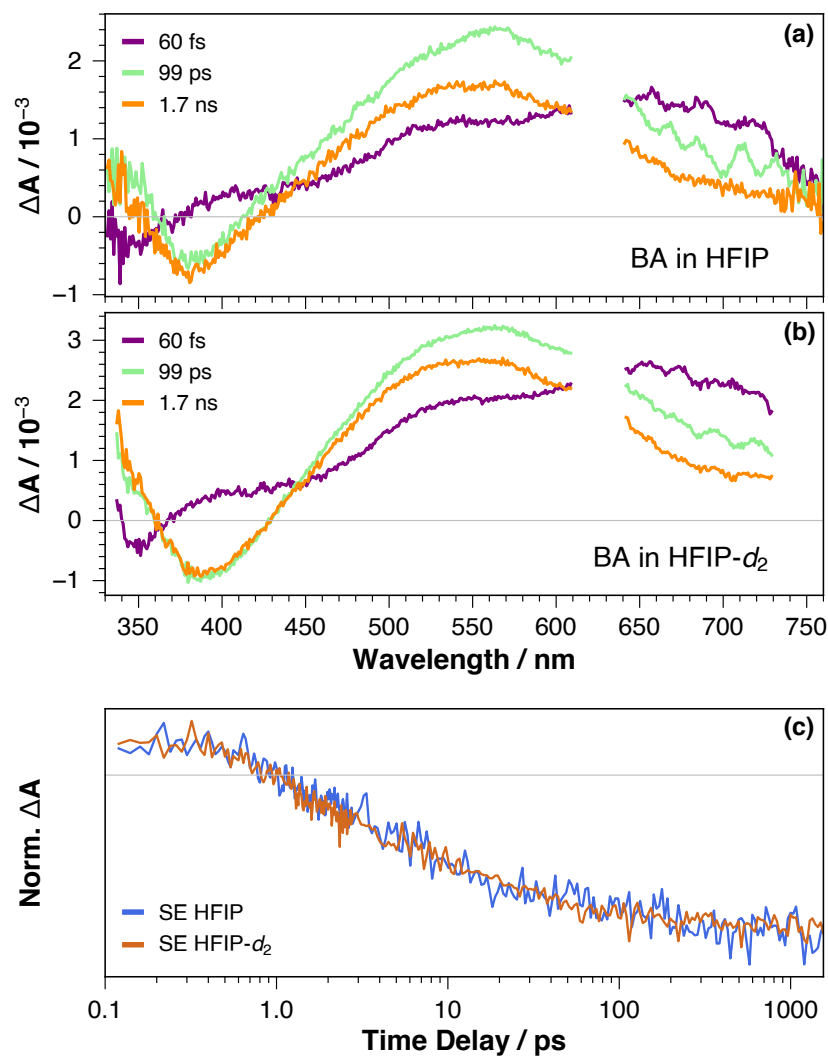 (a)
60 fs
99 ps
1.7 ns
2
1
0
−1
ΔA / 10⁻³
BA in HFIP
(b)
60 fs
99 ps
1.7 ns
3
2
1
0
−1
ΔA / 10⁻³
BA in HFIP-d₂
350 400 450 500 550 600 650 700 750
Wavelength / nm
(c)
Norm. ΔA
SE HFIP
SE HFIP-d₂
0.1 1.0 10 100 1000
Time Delay / ps